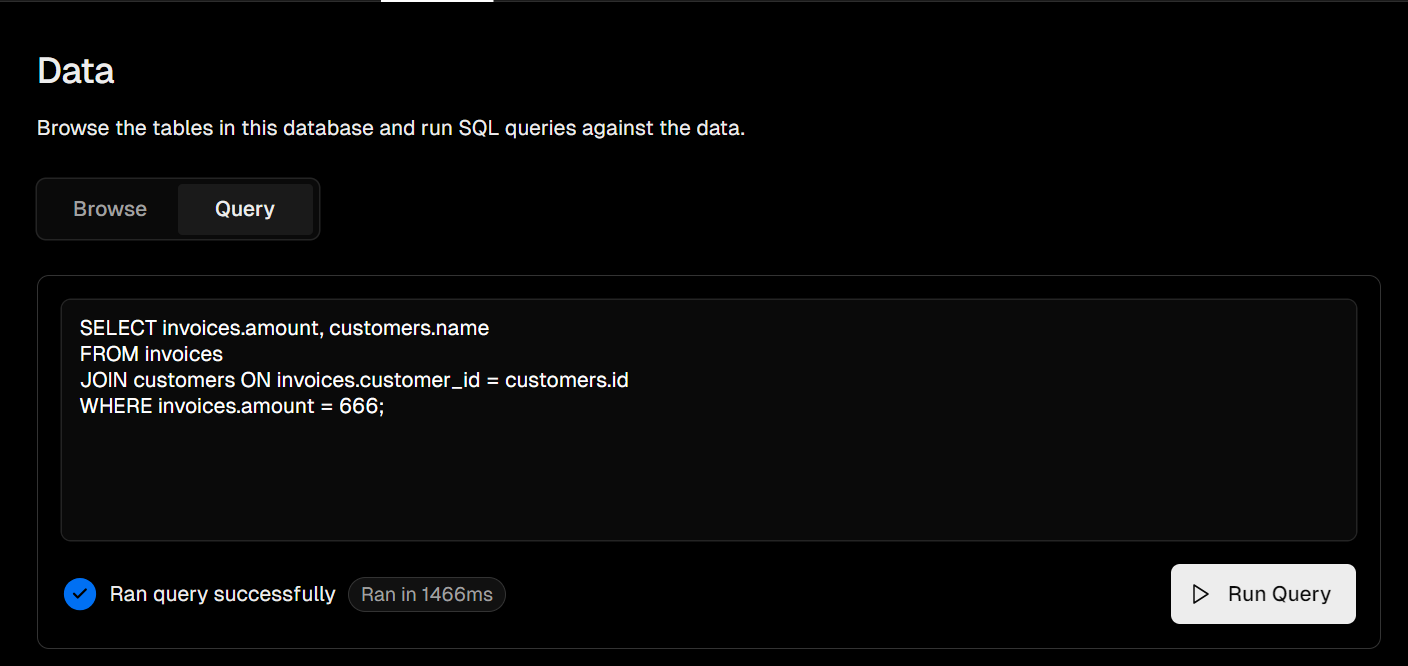 Data
Browse the tables in this database and run SQL queries against the data.
Browse
Query
SELECT invoices.amount, customers.name
FROM invoices
JOIN customers ON invoices.customer_id = customers.id
WHERE invoices.amount = 666;
Ran query successfully
Ran in 1466ms
Run Query